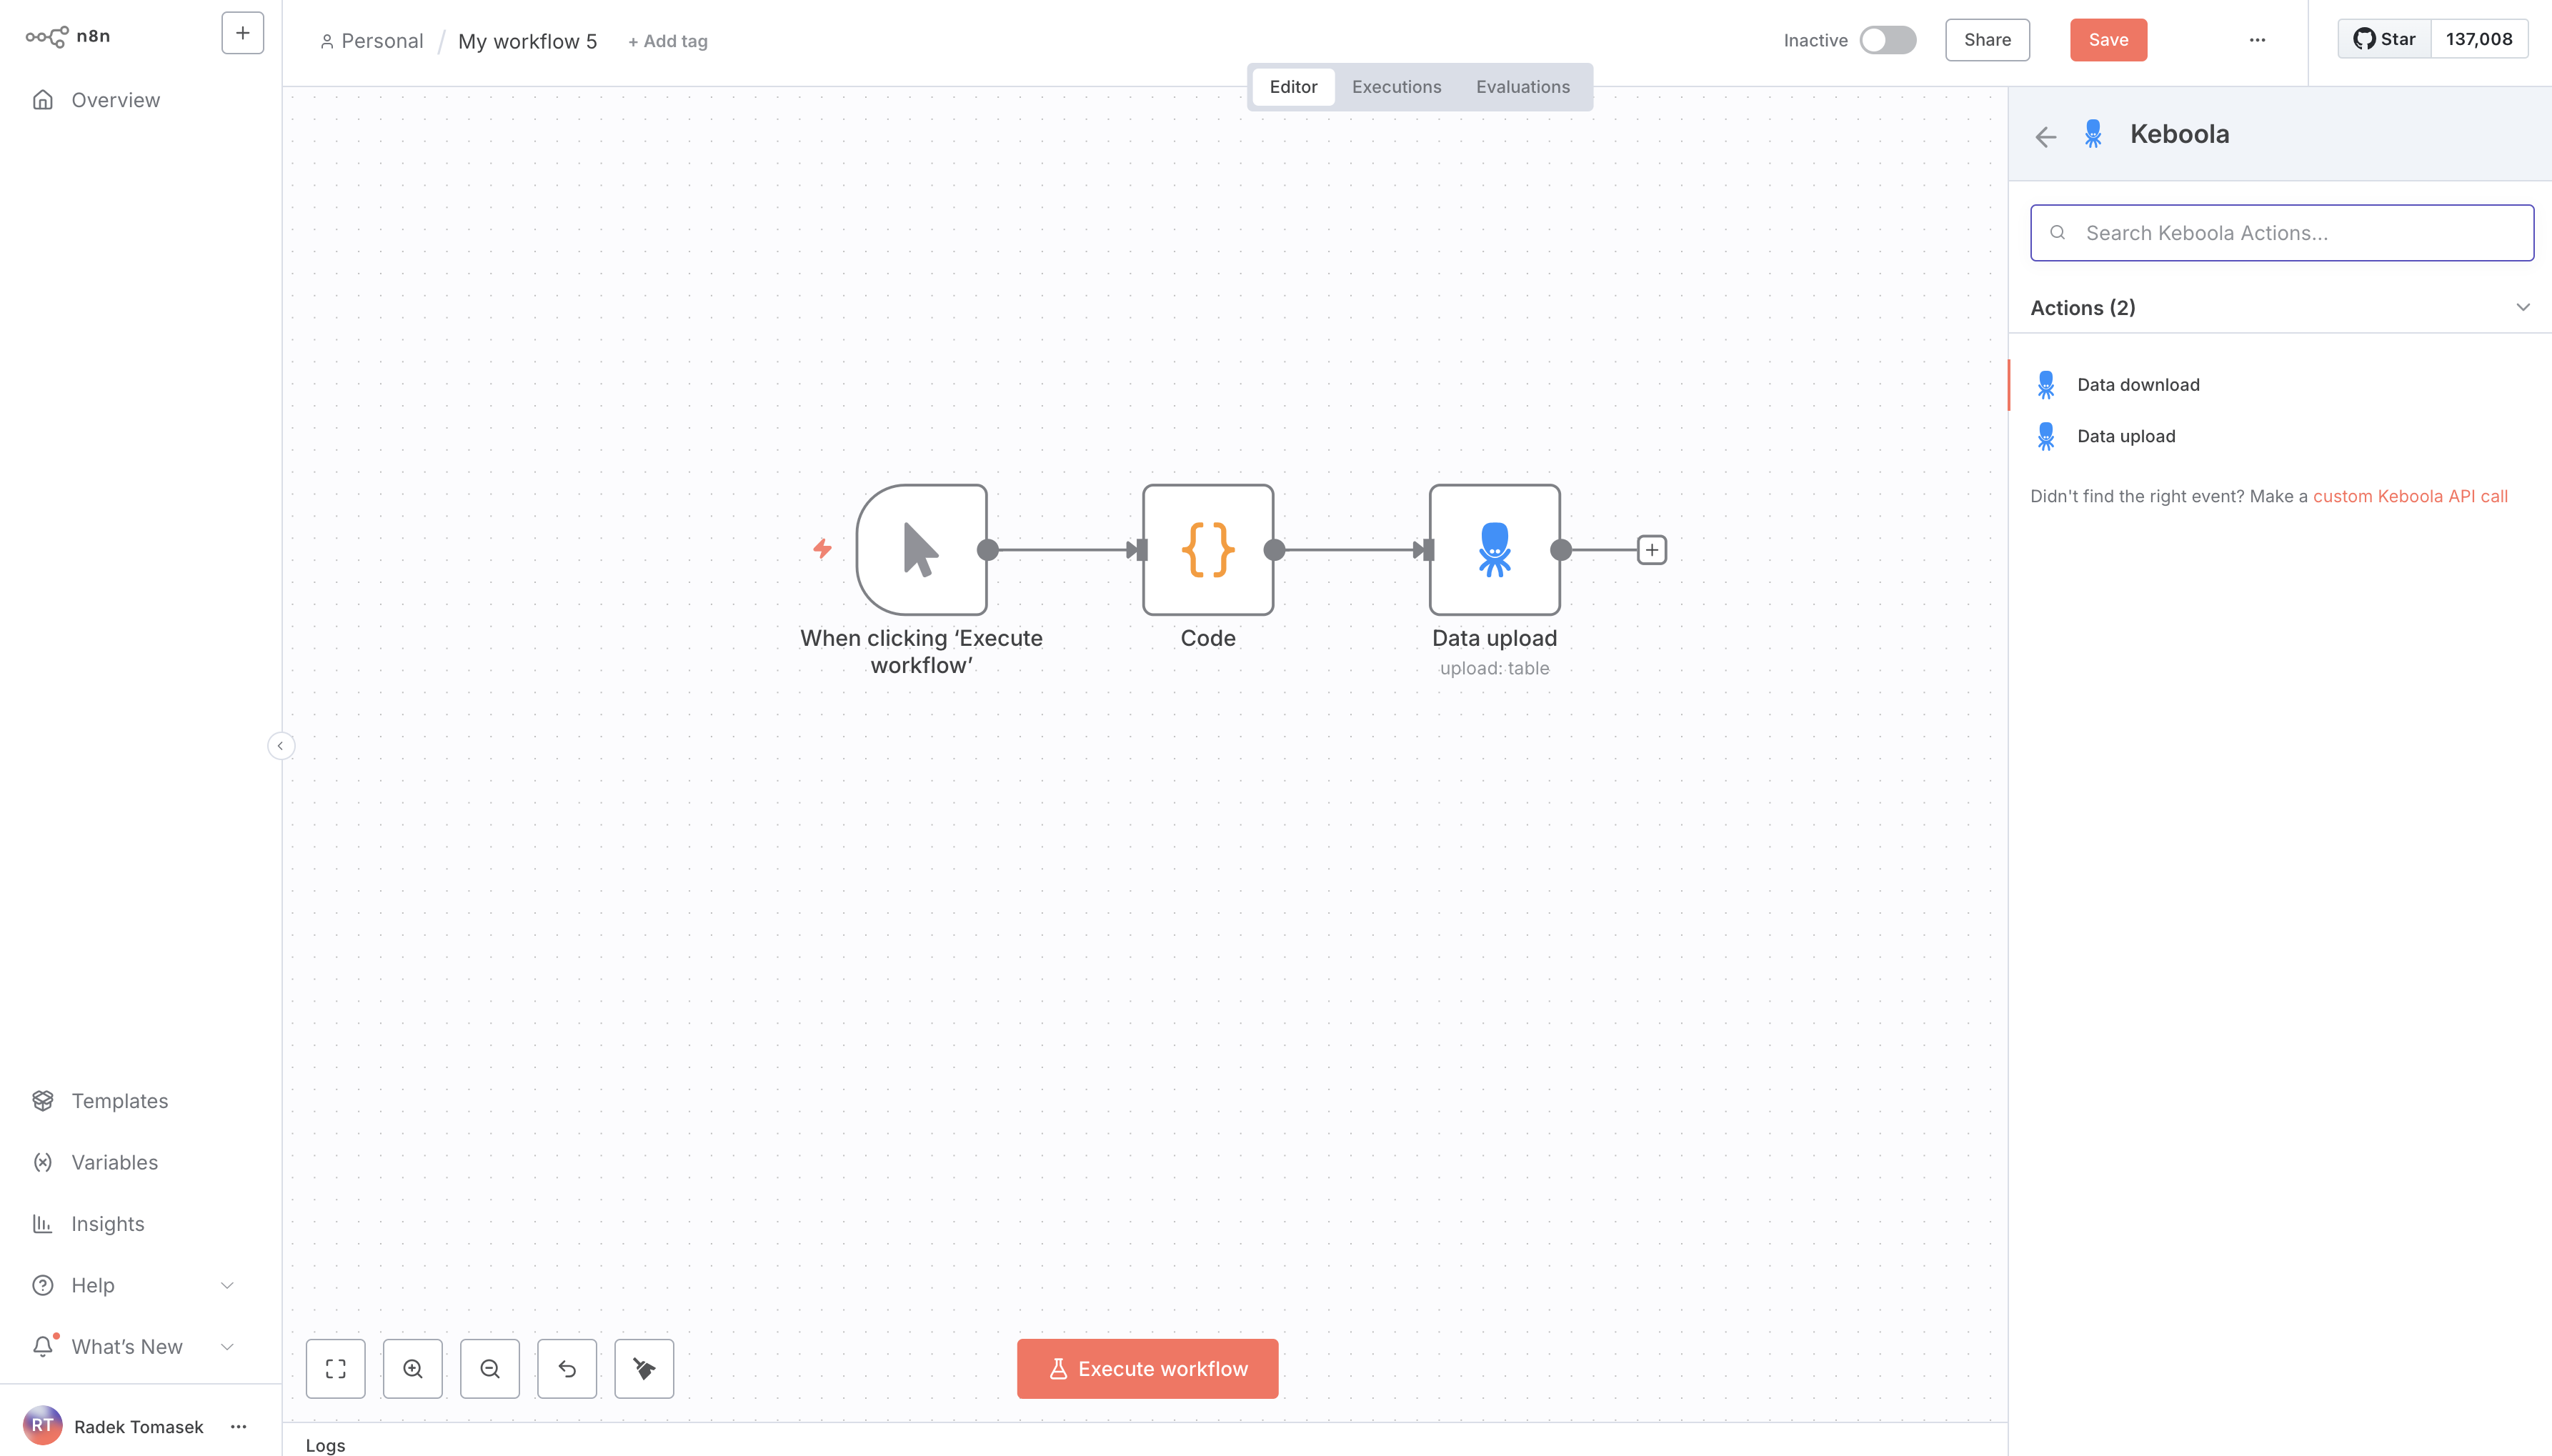 n8n
+
Overview
Personal / My workflow 5 + Add tag
Inactive
Share
Save
Star 137,008
Editor Executions Evaluations
Keboola
Search Keboola Actions...
Actions (2)
Data download
Data upload
Didn't find the right event? Make a custom Keboola API call
When clicking ‘Execute
workflow’
Code
Data upload
upload: table
Templates
Variables
Insights
Help
What’s New
RT Radek Tomasek
Execute workflow
Logs